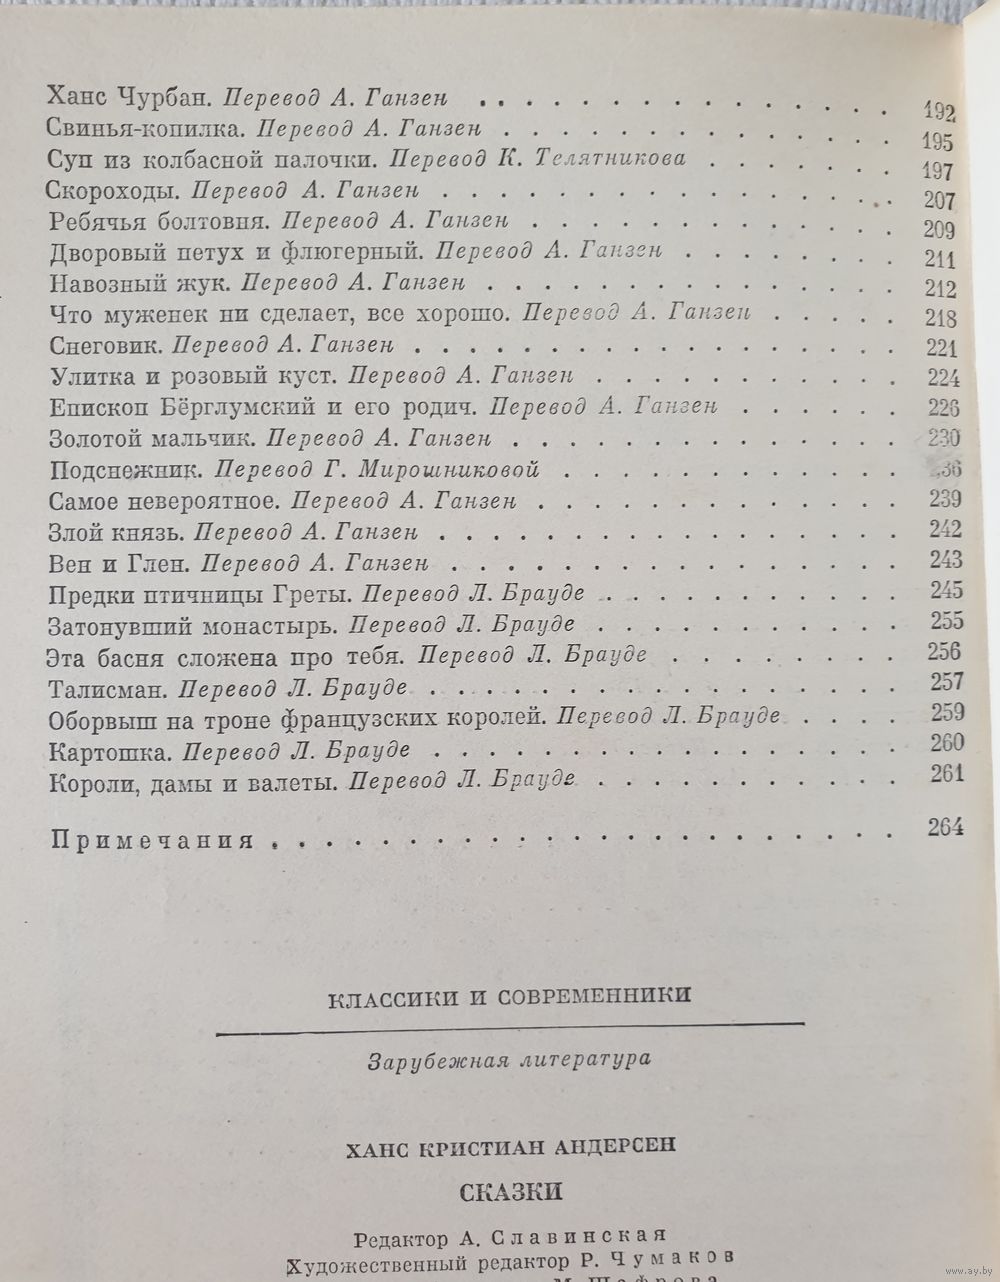 Ханс Чурбан. Перевод А. Ганзен . . . . . . . . . . . . . . . 192
Свинья-копилка. Перевод А. Ганзен . . . . . . . . . . . . . . 195
Суп из колбасной палочки. Перевод К. Телятникова . . . . . . . 197
Скороходы. Перевод А. Ганзен . . . . . . . . . . . . . . . . . 207
Ребячья болтовня. Перевод А. Ганзен . . . . . . . . . . . . . 209
Дворовый петух и флюгерный. Перевод А. Ганзен . . . . . . . . 211
Навозный жук. Перевод А. Ганзен . . . . . . . . . . . . . . . 212
Что муженек ни сделает, все хорошо. Перевод А. Ганзен . . . . . 218
Снеговик. Перевод А. Ганзен . . . . . . . . . . . . . . . . . 221
Улитка и розовый куст. Перевод А. Ганзен . . . . . . . . . . . 224
Епископ Бёрглумский и его родич. Перевод А. Ганзен . . . . . . 226
Золотой мальчик. Перевод А. Ганзен . . . . . . . . . . . . . . 230
Подснежник. Перевод Г. Мирошниковой . . . . . . . . . . . .
Самое невероятное. Перевод А. Ганзен . . . . . . . . . . . . . 239
Злой князь. Перевод А. Ганзен . . . . . . . . . . . . . . . . . 242
Вен и Глен. Перевод А. Ганзен . . . . . . . . . . . . . . . . . 243
Предки птичницы Греты. Перевод Л. Брауде . . . . . . . . . . . 245
Затонувший монастырь. Перевод Л. Брауде . . . . . . . . . . . 255
Эта басня сложена про тебя. Перевод Л. Брауде . . . . . . . . 256
Талисман. Перевод Л. Брауде . . . . . . . . . . . . . . . . . 257
Оборвыш на троне французских королей. Перевод Л. Брауде . . . . 259
Картошка. Перевод Л. Брауде . . . . . . . . . . . . . . . . . 260
Короли, дамы и валеты. Перевод Л. Брауде . . . . . . . . . . . 261
Примечания . . . . . . . . . . . . . . . . . . . . . . . 264
КЛАССИКИ И СОВРЕМЕННИКИ
Зарубежная литература
ХАНС КРИСТИАН АНДЕРСЕН
СКАЗКИ
Редактор А. Славинская
Художественный редактор Р. Чумаков
www.ay.by